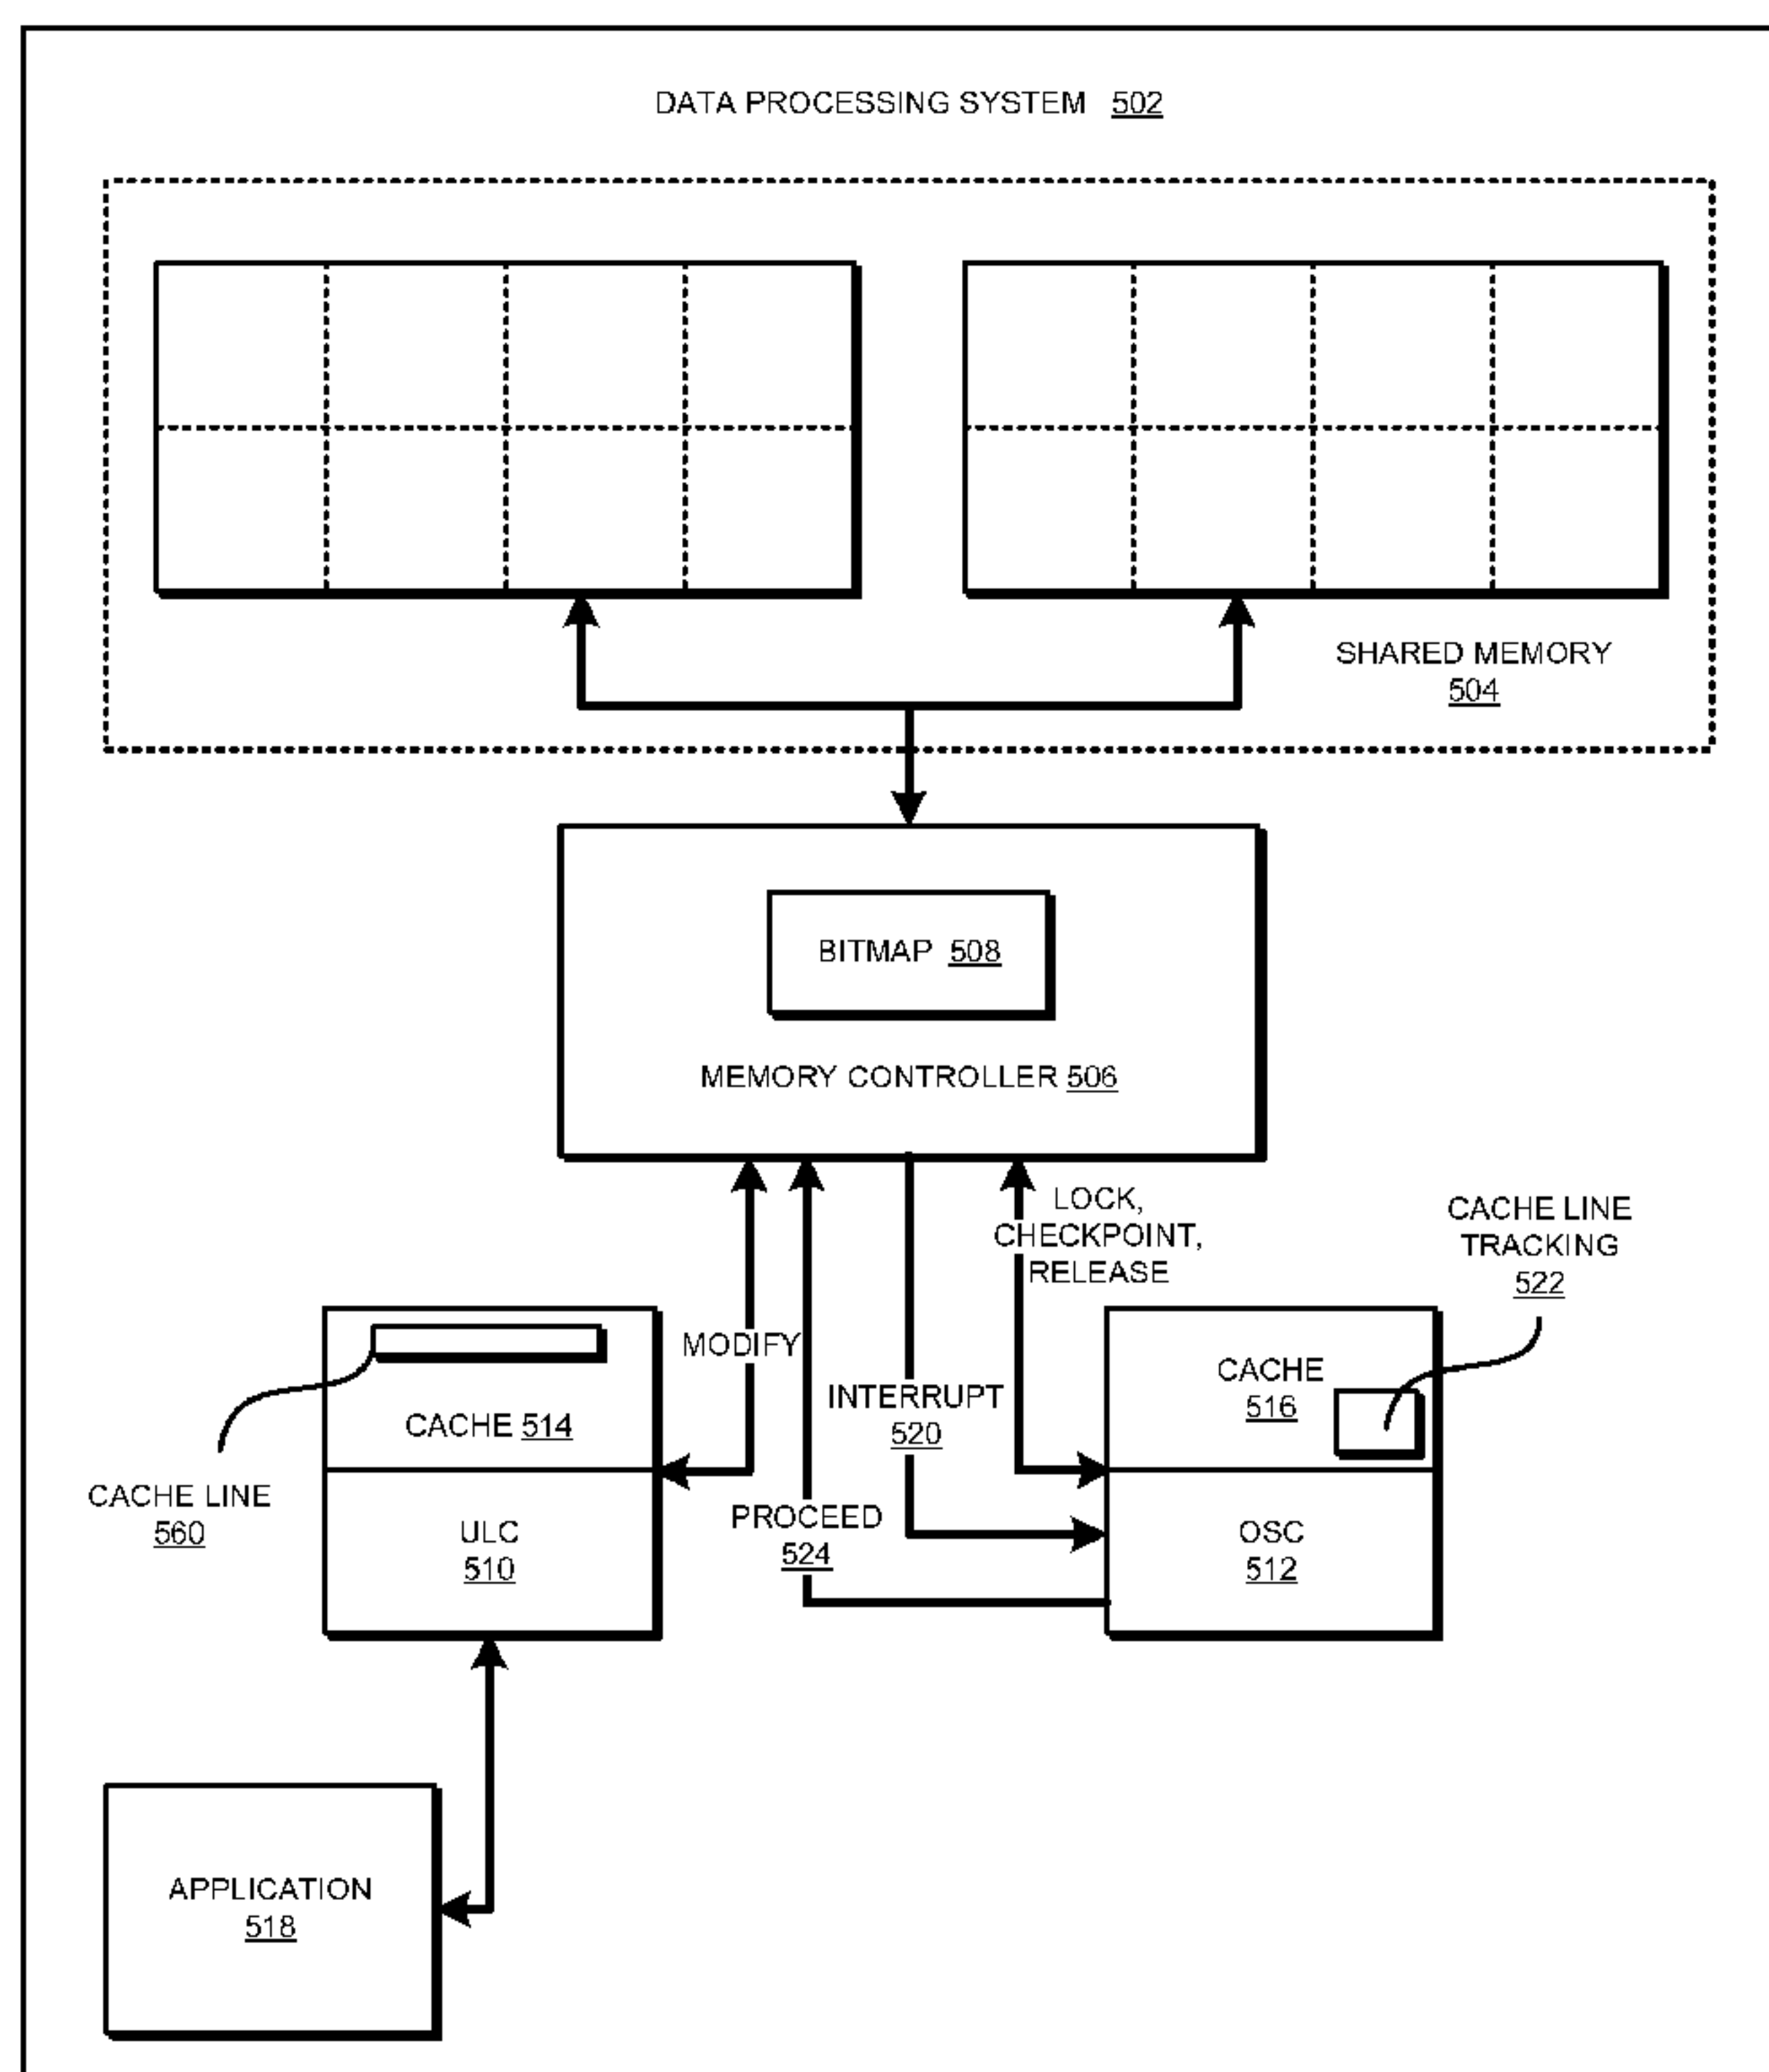 DATA PROCESSING SYSTEM 502
SHARED MEMORY
504
BITMAP 508
MEMORY CONTROLLER 506
LOCK,
CHECKPOINT,
RELEASE
CACHE LINE
TRACKING
522
MODIFY
CACHE
516
INTERRUPT
520
CACHE 514
CACHE LINE
560
PROCEED
524
ULC
510
OSC
512
APPLICATION
518